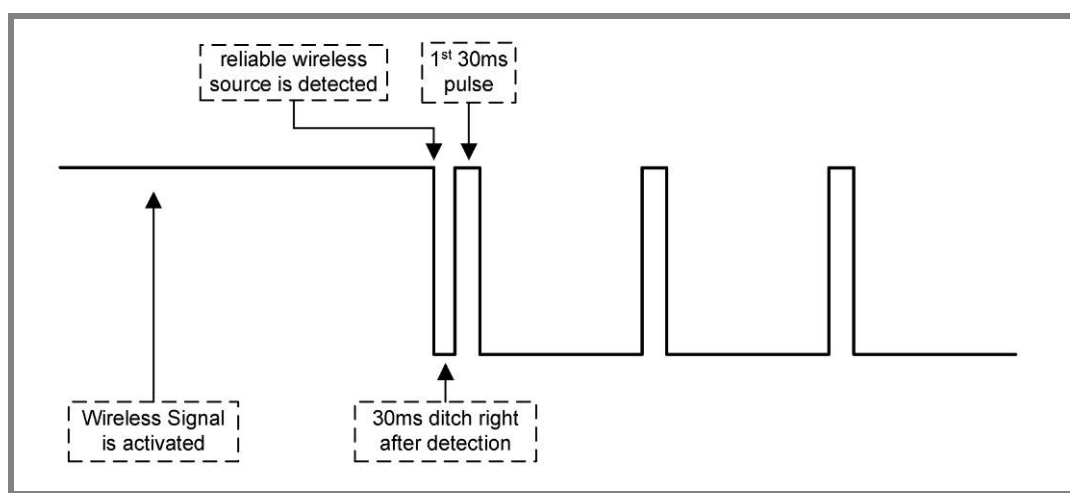 reliable wireless
source is detected
1st 30ms
pulse
Wireless Signal
is activated
30ms ditch right
after detection